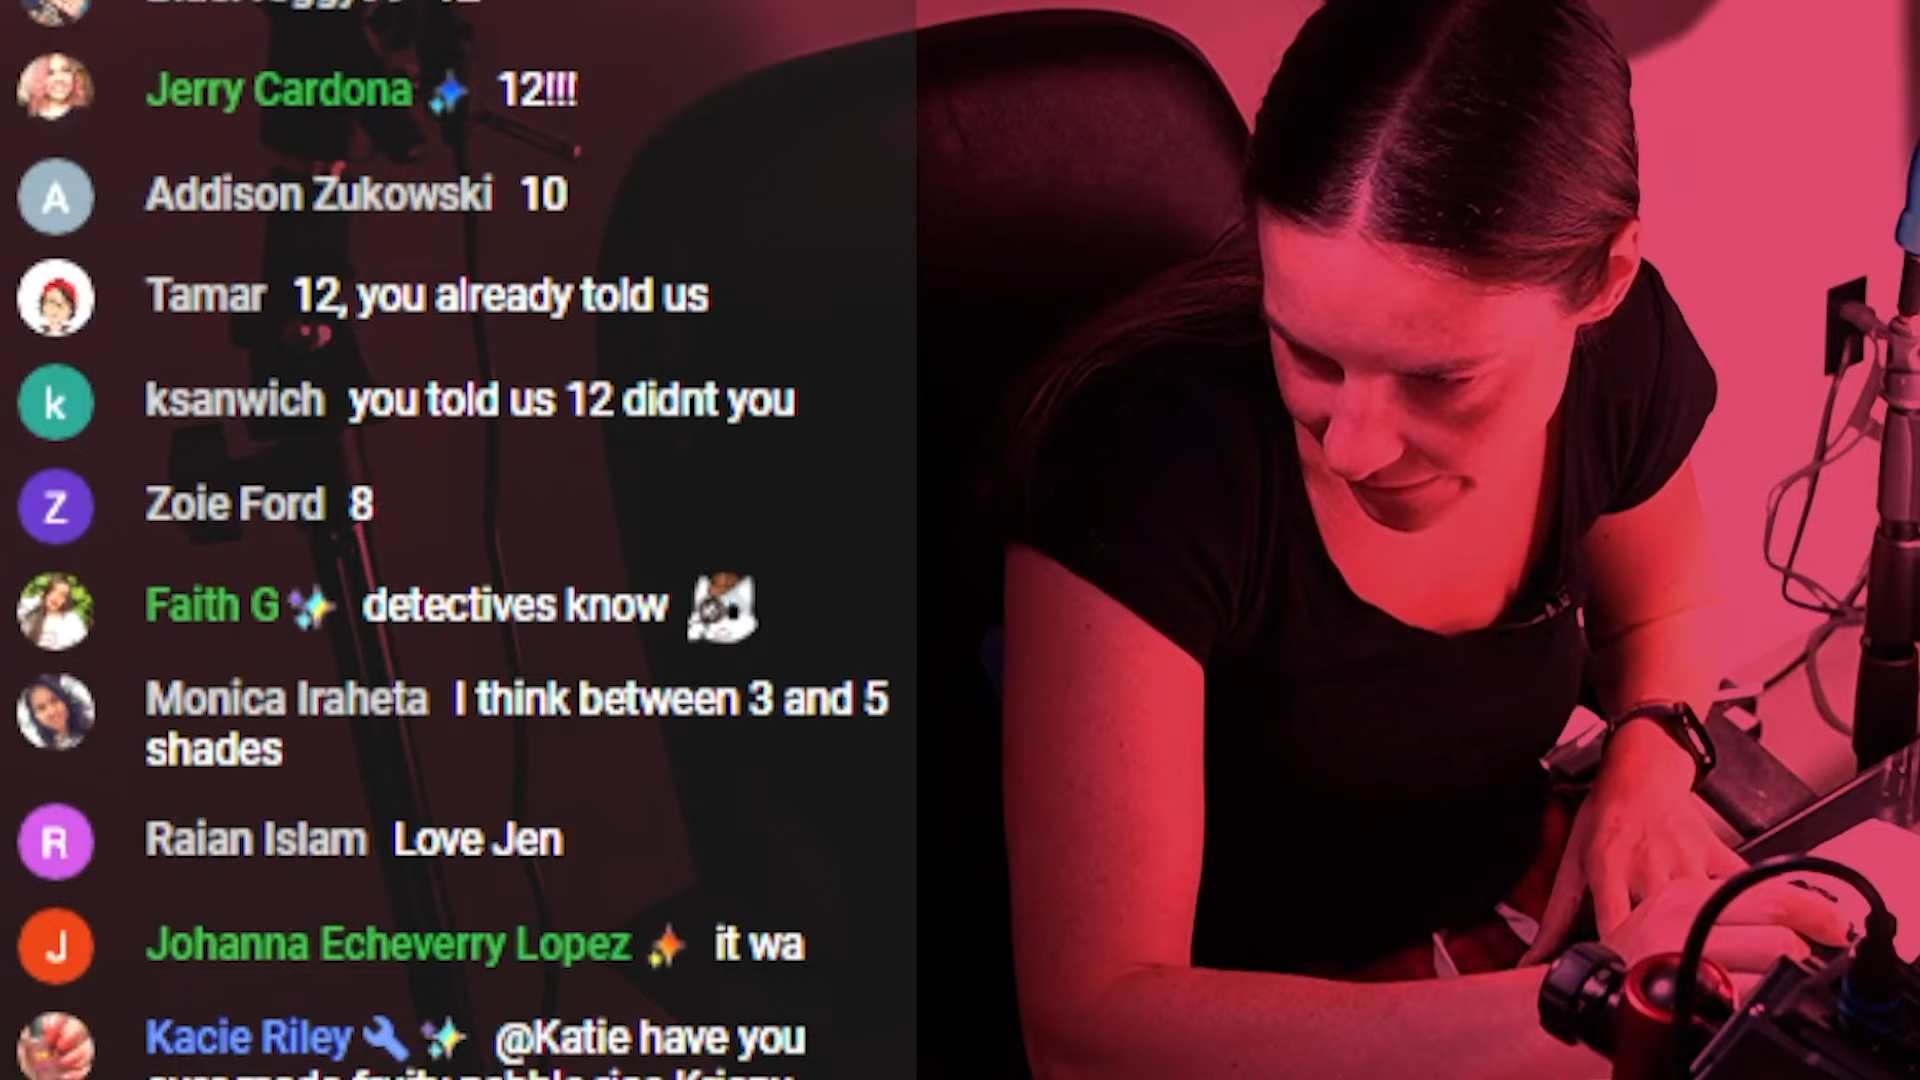 Jerry Cardona 12!!!
A Addison Zukowski 10
Tamar 12, you already told us
k ksanwich you told us 12 didnt you
Z Zoie Ford 8
Faith G detectives know
Monica Iraheta I think between 3 and 5
shades
R Raian Islam Love Jen
J Johanna Echeverry Lopez it wa
Kacie Riley @Katie have you